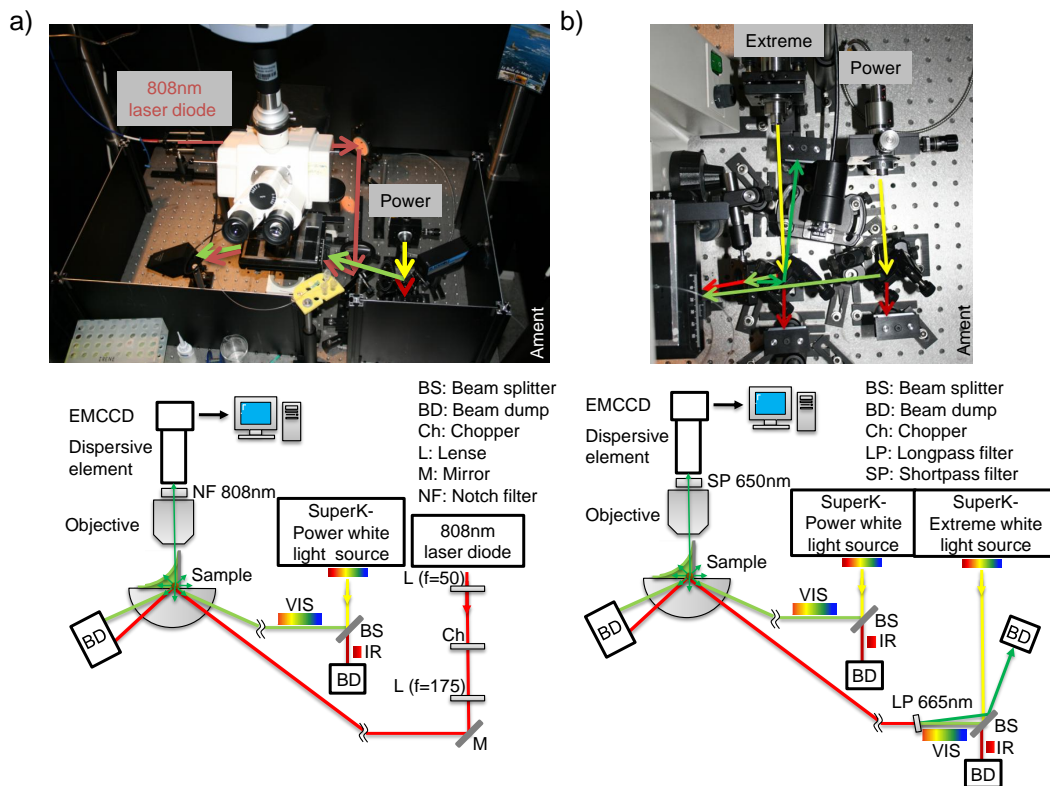 a)
808nm
laser diode
Power
Ament
EMCCD
Dispersive
element
NF 808nm
Objective
Sample
BD
BS: Beam splitter
BD: Beam dump
Ch: Chopper
L: Lense
M: Mirror
NF: Notch filter
SuperK-
Power white
light source
808nm
laser diode
L (f=50)
VIS
BS
IR
BD
Ch
L (f=175)
M
b)
Extreme
Power
Ament
EMCCD
Dispersive
element
SP 650nm
Objective
Sample
BD
BS: Beam splitter
BD: Beam dump
Ch: Chopper
LP: Longpass filter
SP: Shortpass filter
SuperK-
Power white
light source
SuperK-
Extreme white
light source
VIS
BS
IR
BD
BD
LP 665nm
BS
VIS
IR
BD